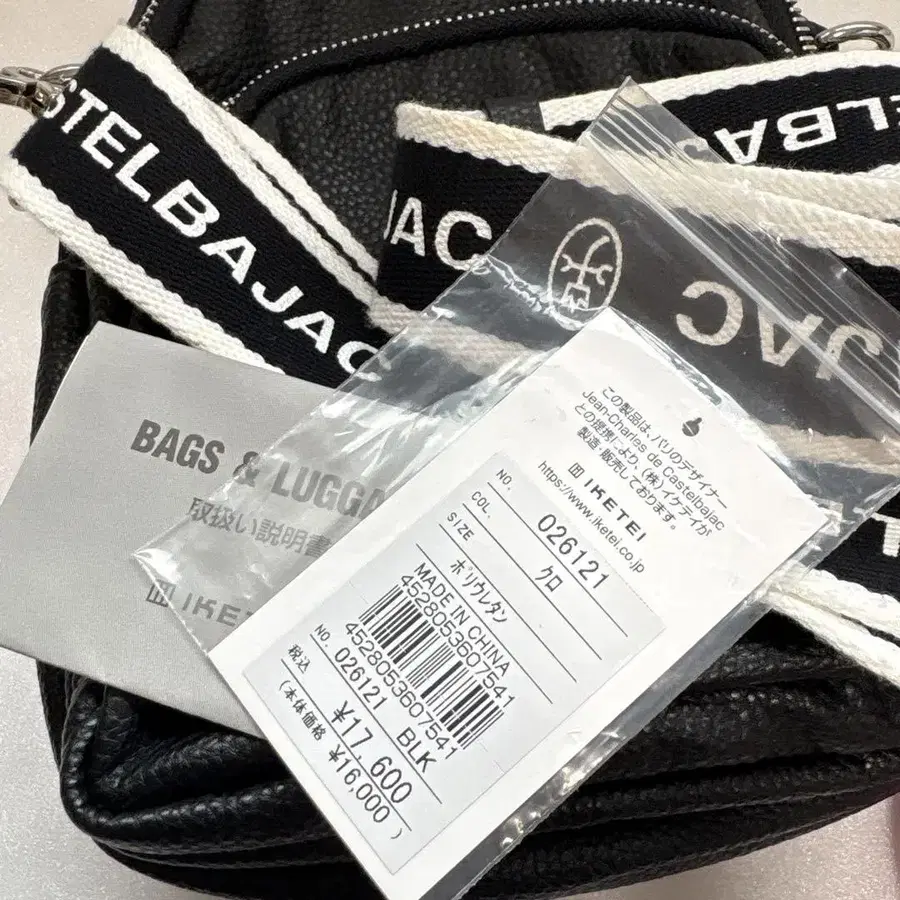 STELBAJAC
JAC
ELBAS
JAC
BAGS & LUGGA
取扱い説明書
IKETE
この製品は、パリのデザイナー
Jean-Charles de Castelbajac
との提携により、(株)イケテイが
製造・販売しております。
IKETEI
https://www.iketei.co.jp
NO. 026121
COL. クロ
SIZE
ポリウレタン
MADE IN CHINA
4528053607541
4528053607541
NO. 026121 BLK
税込 ¥17,600
(本体価格 ¥16,000)